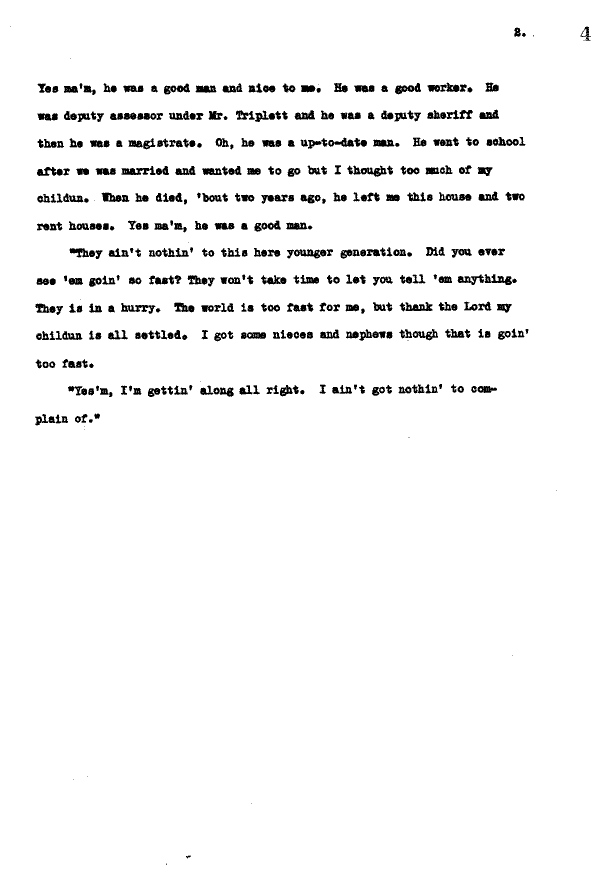 2. 4
Yes ma'm, he was a good man and nice to me. He was a good worker. He
was deputy assessor under Mr. Triplett and he was a deputy sheriff and
then he was a magistrate. Oh, he was a up-to-date man. He went to school
after we was married and wanted me to go but I thought too much of my
childun. When he died, 'bout two years ago, he left me this house and two
rent houses. Yes ma'm, he was a good man.
"They ain't nothin' to this here younger generation. Did you ever
see 'em goin' so fast? They won't take time to let you tell 'em anything.
They is in a hurry. The world is too fast for me, but thank the Lord my
childun is all settled. I got some nieces and nephews though that is goin'
too fast.
"Yes'm, I'm gettin' along all right. I ain't got nothin' to com-
plain of."